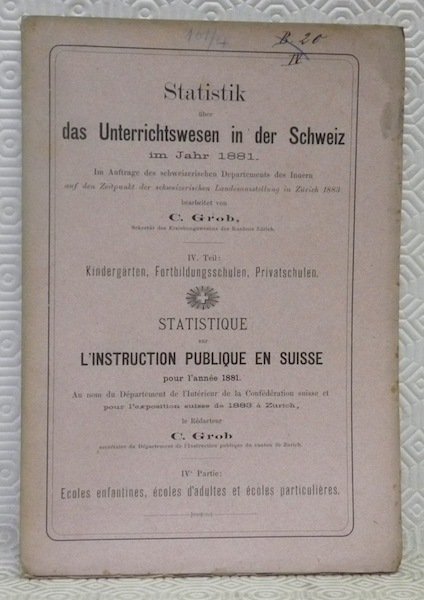 B 20
IV
Statistik
über
das Unterrichtswesen in der Schweiz
im Jahr 1881.
Im Auftrage des schweizerischen Departements des Innern
auf den Zeitpunkt der schweizerischen Landesausstellung in Zürich 1883
bearbeitet von
C. Grob,
Sekretär des Erziehungswesens des Kantons Zürich.
IV. Teil:
Kindergärten, Fortbildungsschulen, Privatschulen.
STATISTIQUE
sur
L'INSTRUCTION PUBLIQUE EN SUISSE
pour l'année 1881.
Au nom du Département de l'Intérieur de la Confédération suisse et
pour l'exposition suisse de 1883 à Zurich,
le Rédacteur
C. Grob
secrétaire du Département de l'Instruction publique du canton de Zurich.
IVe Partie:
Ecoles enfantines, écoles d'adultes et écoles particulières.